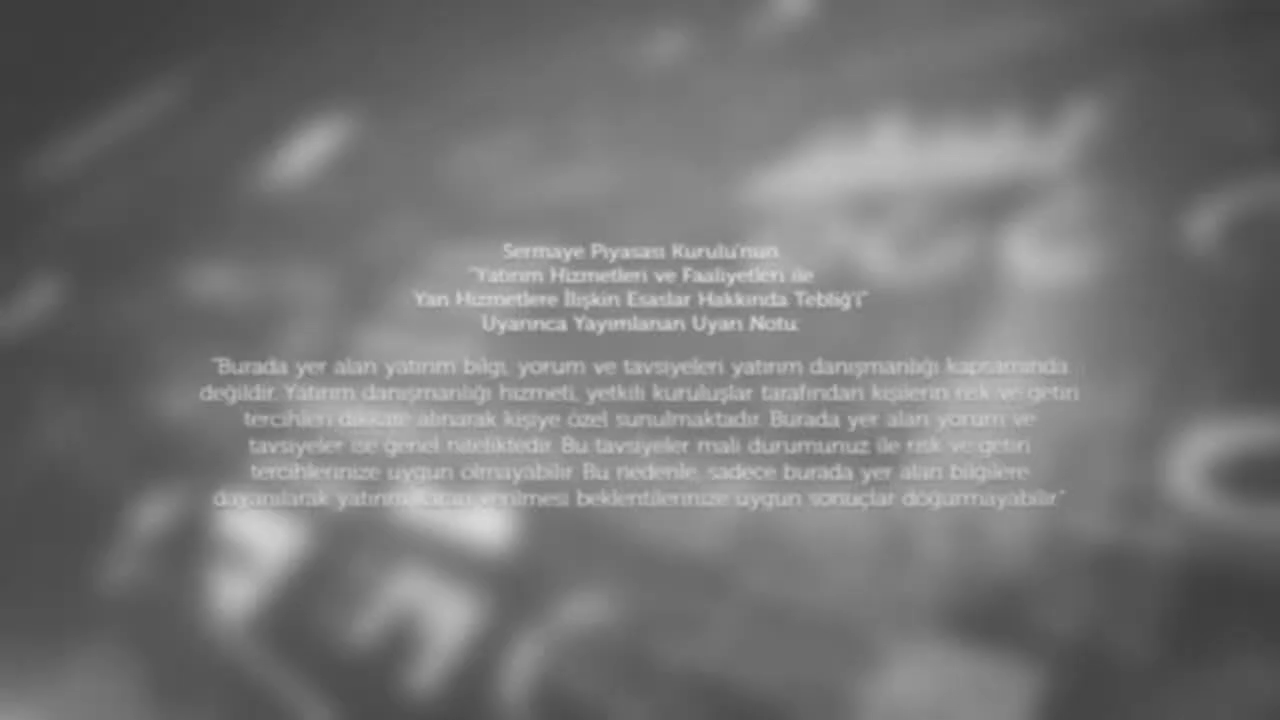 Sermaye Piyasası Kurulu'nun
"Yatırım Hizmetleri ve Faaliyetleri ile
Yan Hizmetlere İlişkin Esaslar Hakkında Tebliği"
Uyarınca Yayımlanan Uyarı Notu:
"Burada yer alan yatırım bilgi, yorum ve tavsiyeleri yatırım danışmanlığı kapsamında
değildir. Yatırım danışmanlığı hizmeti, yetkili kuruluşlar tarafından kişilerin risk ve getiri
tercihleri dikkate alınarak kişiye özel sunulmaktadır. Burada yer alan yorum ve
tavsiyeler ise genel niteliktedir. Bu tavsiyeler mali durumunuz ile risk ve getiri
tercihlerinize uygun olmayabilir. Bu nedenle, sadece burada yer alan bilgilere
dayanılarak yatırım kararı verilmesi beklentilerinize uygun sonuçlar doğurmayabilir."